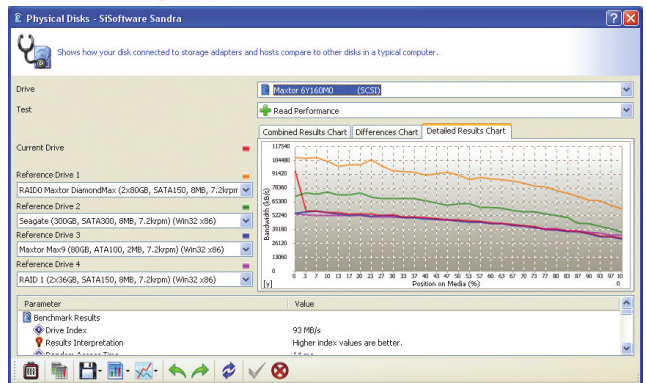 Physical Disks - SiSoftware Sandra
Shows how your disk connected to storage adapters and hosts compare to other disks in a typical computer.
Drive
Maxtor 6Y160M0 (SCSI)
Test
Read Performance
Combined Results Chart Differences Chart Detailed Results Chart
Current Drive
Reference Drive 1
RAID0 Maxtor DiamondMax (2x80GB, SATA150, 8MB, 7.2krpm
Reference Drive 2
Seagate (300GB, SATA300, 8MB, 7.2krpm) (Win32 x86)
Reference Drive 3
Maxtor Max9 (80GB, ATA100, 2MB, 7.2krpm) (Win32 x86)
Reference Drive 4
RAID 1 (2x36GB, SATA150, 8MB, 7.2krpm) (Win32 x86)
Bandwidth (kB/s)
117540
104480
91420
78360
65300
52240
39180
26120
13060
0
[y]
0 3 7 10 13 17 20 23 27 30 33 37 40 43 47 50 53 57 60 63 67 70 73 77 80 83 87 90 93 97 10
0
Position on Media (%)
Parameter Value
Benchmark Results
Drive Index 93 MB/s
Results Interpretation Higher index values are better.
Random Access Time 14 ms